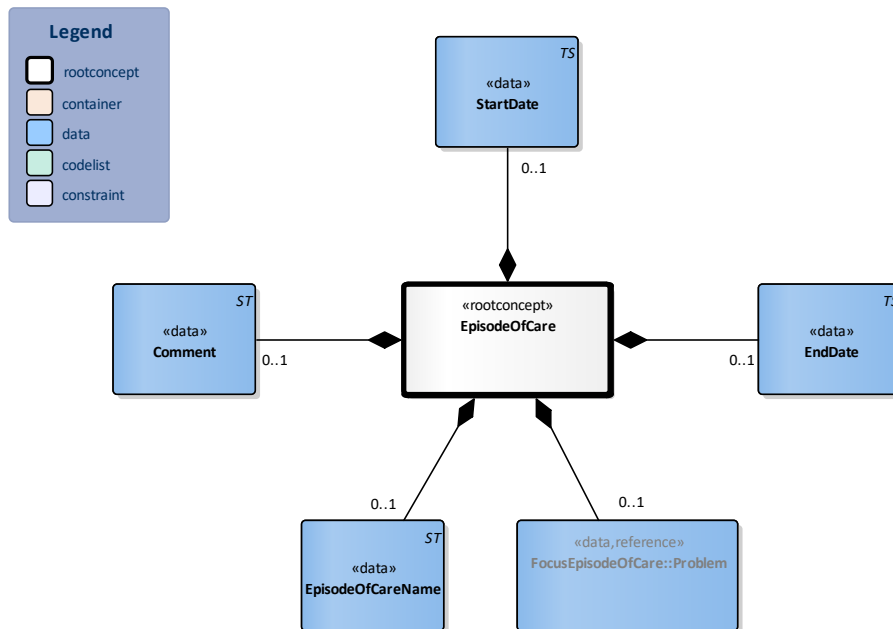 Legend
rootconcept
container
data
codelist
constraint
TS
«data»
StartDate
0..1
ST
«data»
Comment
0..1
«rootconcept»
EpisodeOfCare
TS
«data»
EndDate
0..1
0..1
0..1
ST
«data»
EpisodeOfCareName
«data,reference»
FocusEpisodeOfCare::Problem